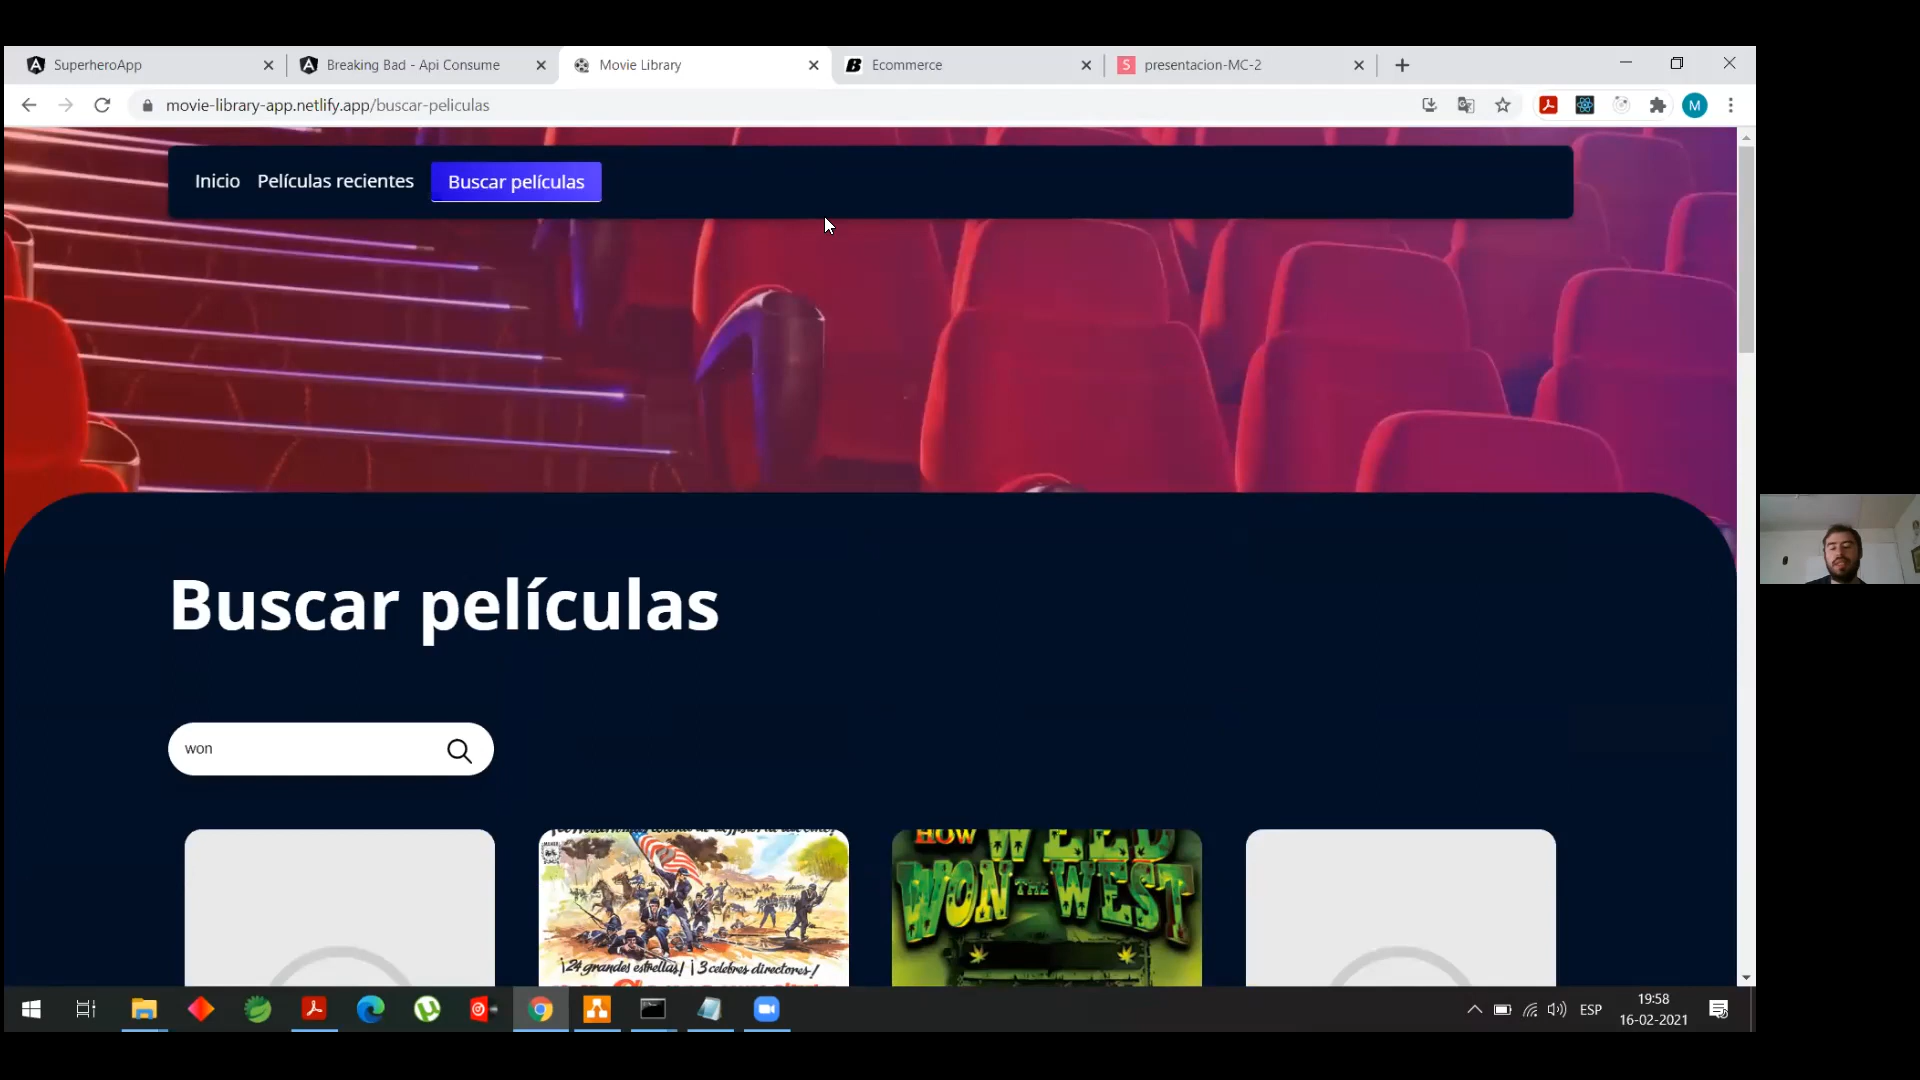 SuperheroApp
Breaking Bad - Api Consume
Movie Library
Ecommerce
S
presentacion-MC-2
movie-library-app.netlify.app/buscar-peliculas
M
Inicio
Películas recientes
Buscar películas
Buscar películas
won
¡24 grandes estrellas! ¡3 celebres directores!
HOW WEED
WON THE WEST
ESP
19:58
16-02-2021